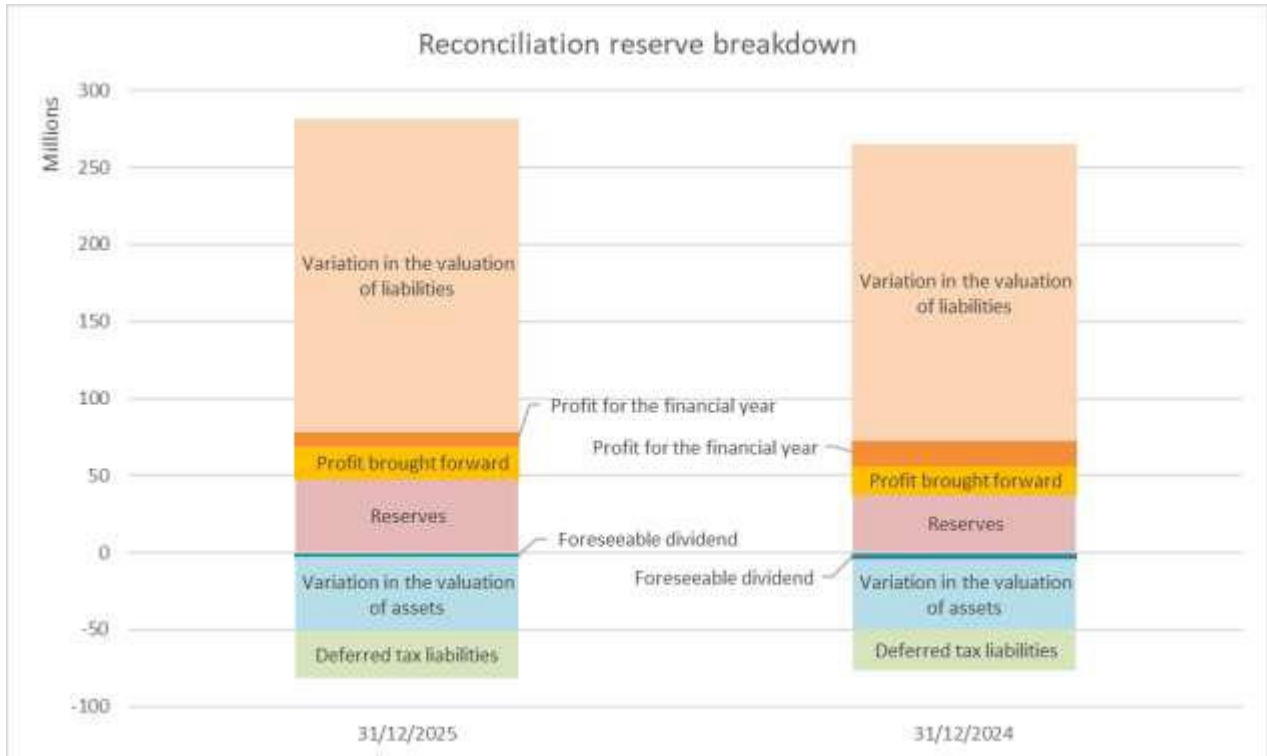 Reconciliation reserve breakdown
Millions
300
250
200
150
100
50
0
-50
-100
Variation in the valuation
of liabilities
Profit for the financial year
Profit brought forward
Reserves
Foreseeable dividend
Variation in the valuation
of assets
Deferred tax liabilities
Variation in the valuation
of liabilities
Profit for the financial year
Profit brought forward
Reserves
Foreseeable dividend
Variation in the valuation
of assets
Deferred tax liabilities
31/12/2025
31/12/2024